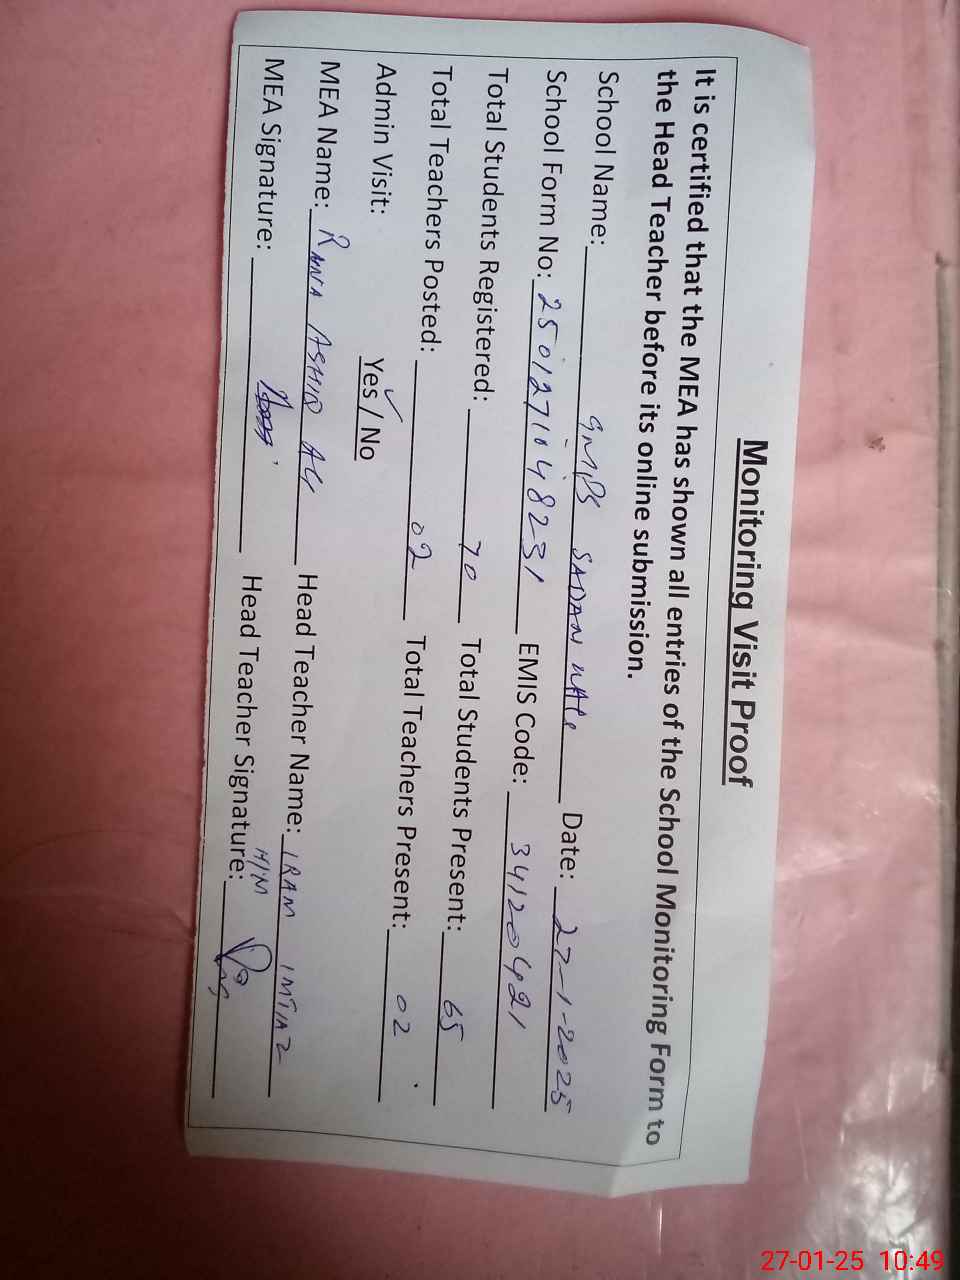 Monitoring Visit Proof
It is certified that the MEA has shown all entries of the School Monitoring Form to
the Head Teacher before its online submission.
School Name: GMPS SADAN WALA Date: 27-1-2025
School Form No: 2501271048231 EMIS Code: 34120421
Total Students Registered: 70 Total Students Present: 65
Total Teachers Posted: 02 Total Teachers Present: 02
Admin Visit: Yes / No
MEA Name: RANA ASHIQ ALI Head Teacher Name: IRAM IMTIAZ
MEA Signature: Head Teacher Signature: H/M
27-01-25 10:49